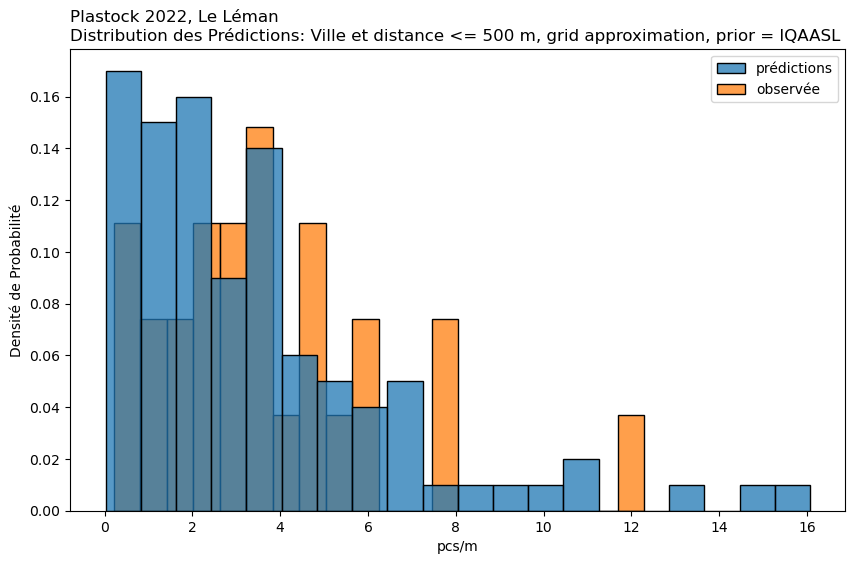 Plastock 2022, Le Léman
Distribution des Prédictions: Ville et distance <= 500 m, grid approximation, prior = IQAASL
prédictions
observée
Densité de Probabilité
0.16
0.14
0.12
0.10
0.08
0.06
0.04
0.02
0.00
0 2 4 6 8 10 12 14 16
pcs/m